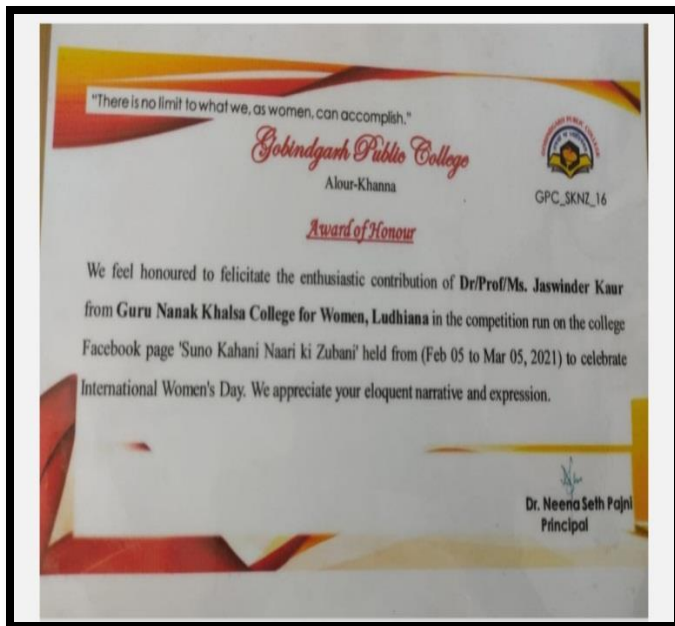 "There is no limit to what we, as women, can accomplish."
Gobindgarh Public College
Alour-Khanna
GPC_SKNZ_16
Award of Honour
We feel honoured to felicitate the enthusiastic contribution of Dr/Prof/Ms. Jaswinder Kaur
from Guru Nanak Khalsa College for Women, Ludhiana in the competition run on the college
Facebook page 'Suno Kahani Naari ki Zubani' held from (Feb 05 to Mar 05, 2021) to celebrate
International Women's Day. We appreciate your eloquent narrative and expression.
Dr. Neena Seth Pajni
Principal